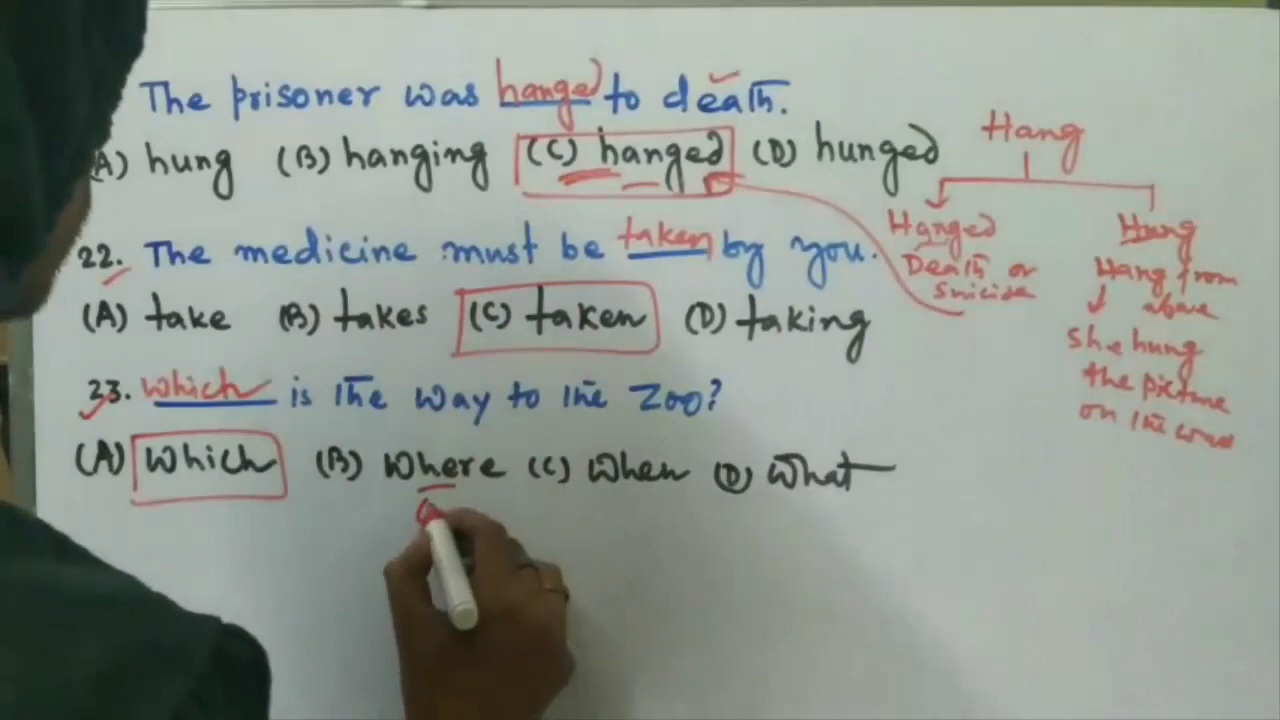 The prisoner was hanged to death.
(A) hung (B) hanging (C) hanged (D) hunged
22. The medicine must be taken by you.
(A) take (B) takes (C) taken (D) taking
23. which is the way to the Zoo?
(A) which (B) where (C) when (D) what
Hang
Hanged
Death or
Suicide
Hung
Hang from
above
She hung
the picture
on the wall